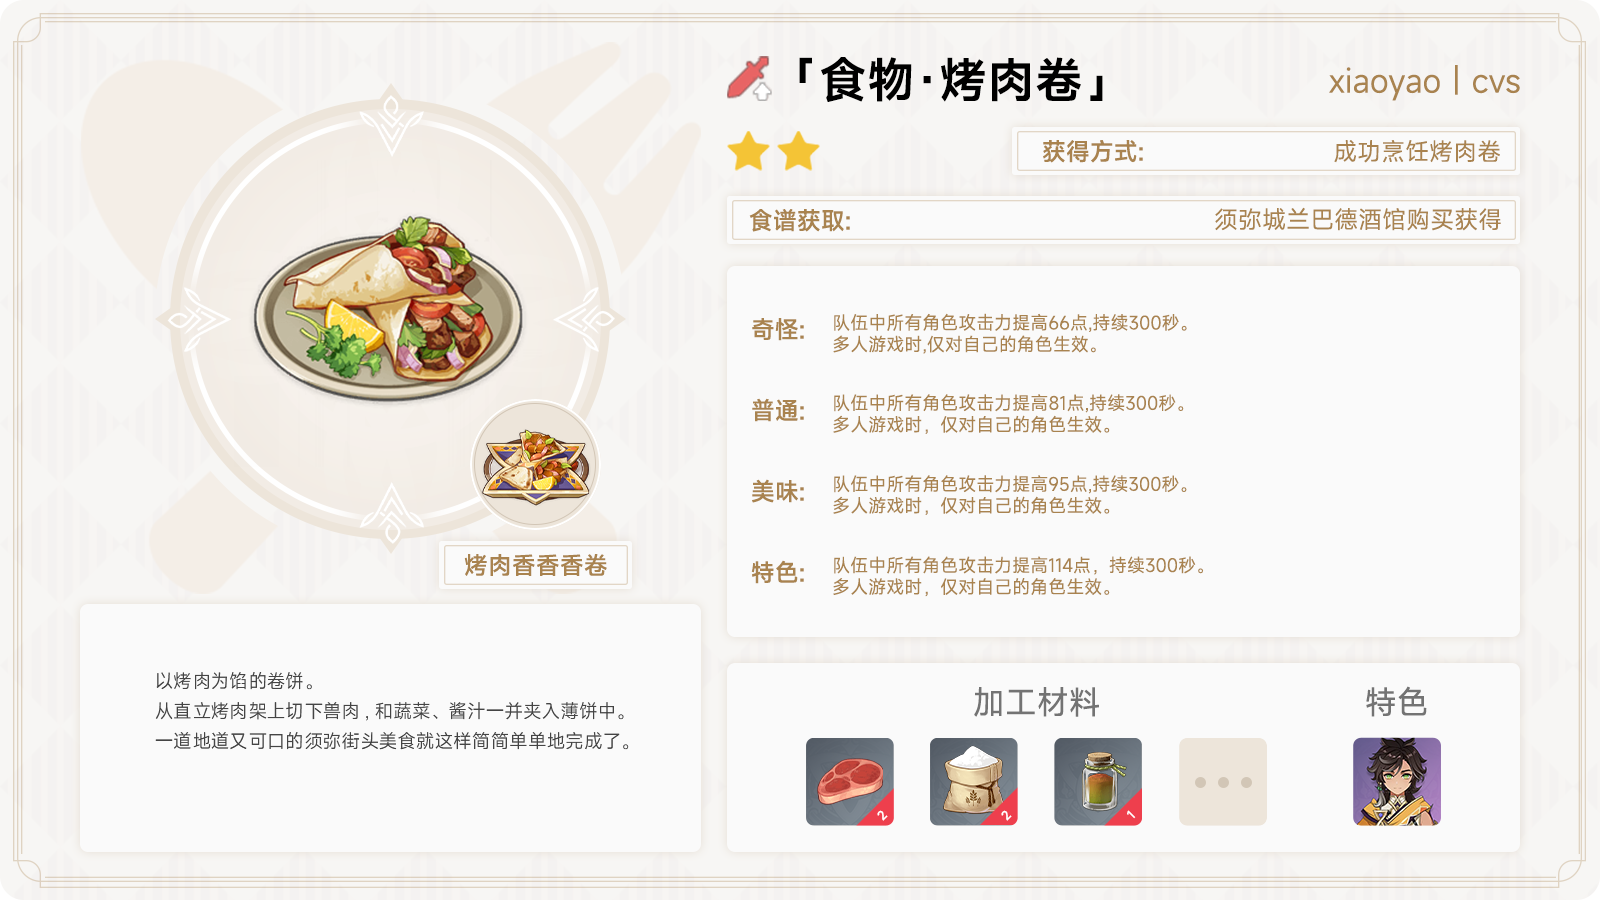 「食物·烤肉卷」
xiaoyao | cvs
获得方式:
成功烹饪烤肉卷
食谱获取:
须弥城兰巴德酒馆购买获得
奇怪:
队伍中所有角色攻击力提高66点,持续300秒。
多人游戏时,仅对自己的角色生效。
普通:
队伍中所有角色攻击力提高81点,持续300秒。
多人游戏时，仅对自己的角色生效。
美味:
队伍中所有角色攻击力提高95点,持续300秒。
多人游戏时，仅对自己的角色生效。
特色:
队伍中所有角色攻击力提高114点，持续300秒。
多人游戏时，仅对自己的角色生效。
烤肉香香香卷
以烤肉为馅的卷饼。
从直立烤肉架上切下兽肉，和蔬菜、酱汁一并夹入薄饼中。
一道地道又可口的须弥街头美食就这样简简单单地完成了。
加工材料
特色
2
2
1